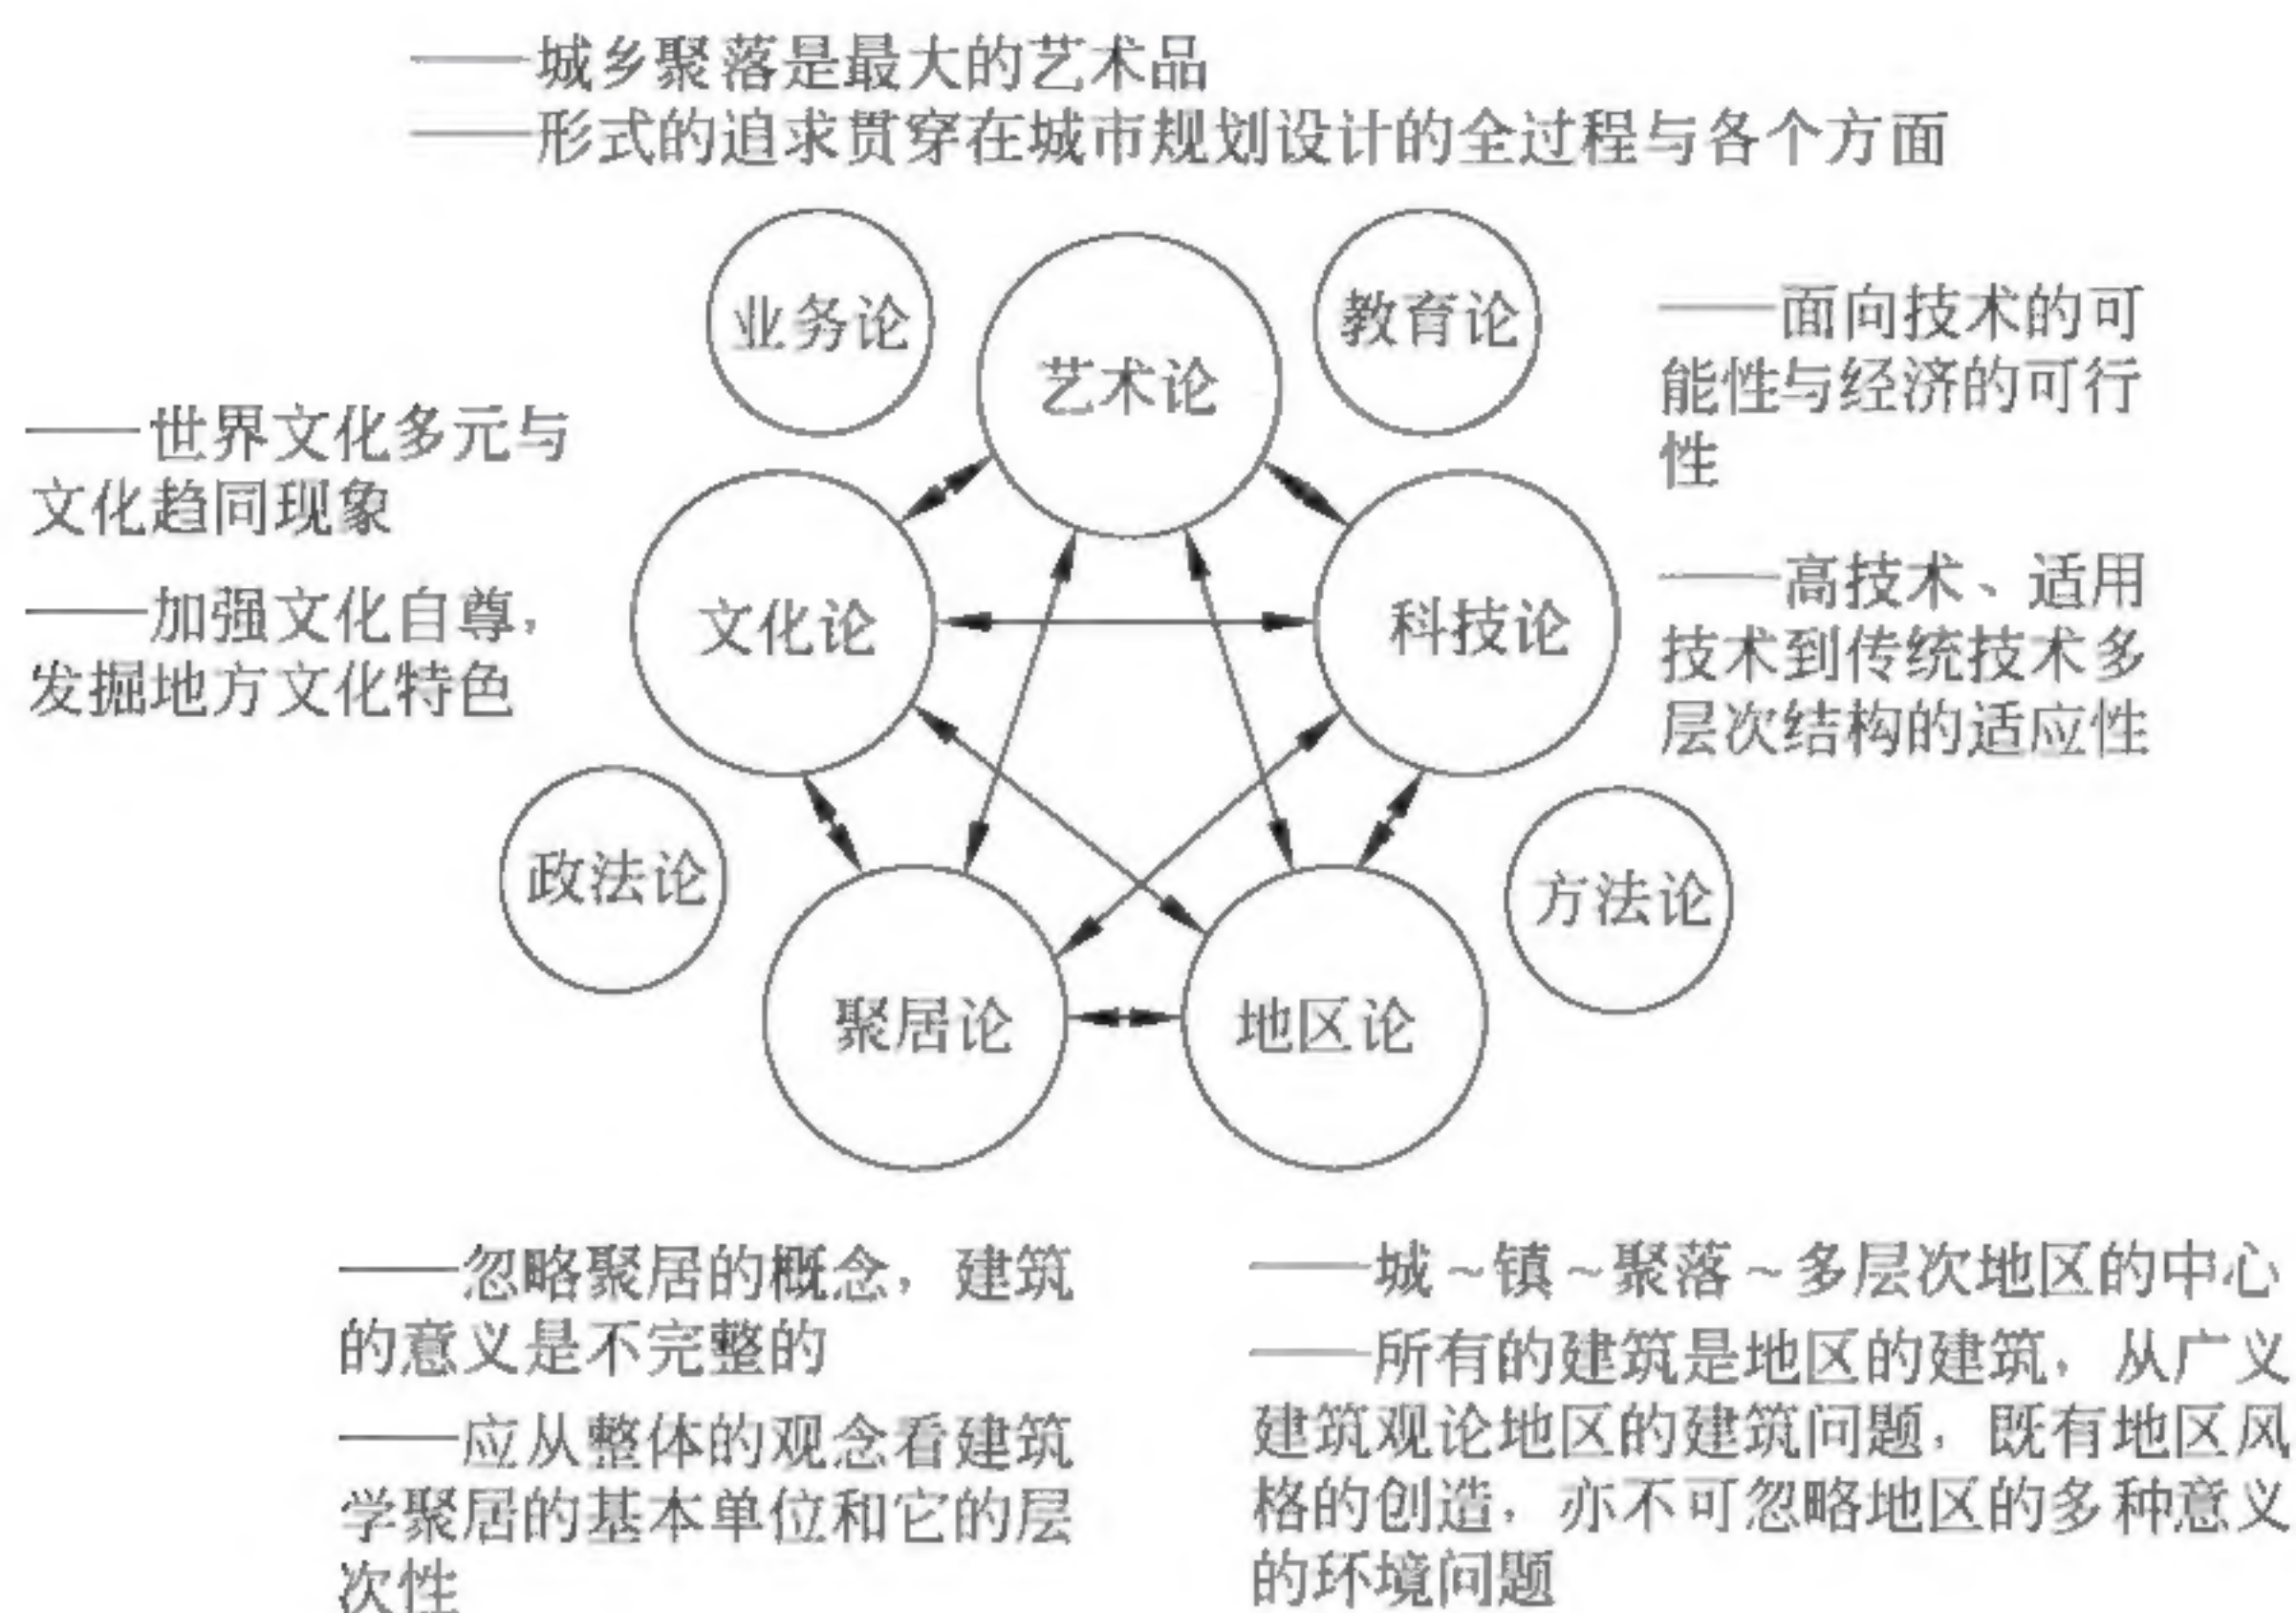 ——城乡聚落是最大的艺术品
——形式的追求贯穿在城市规划设计的全过程与各个方面
业务论
艺术论
教育论
——面向技术的可
能性与经济的可行
性
——世界文化多元与
文化趋同现象
——加强文化自尊，
发掘地方文化特色
文化论
科技论
——高技术、适用
技术到传统技术多
层次结构的适应性
政法论
方法论
聚居论
地区论
——忽略聚居的概念，建筑
的意义是不完整的
——应从整体的观念看建筑
学聚居的基本单位和它的层
次性
——城~镇~聚落~多层次地区的中心
——所有的建筑是地区的建筑，从广义
建筑观论地区的建筑问题，既有地区风
格的创造，亦不可忽略地区的多种意义
的环境问题